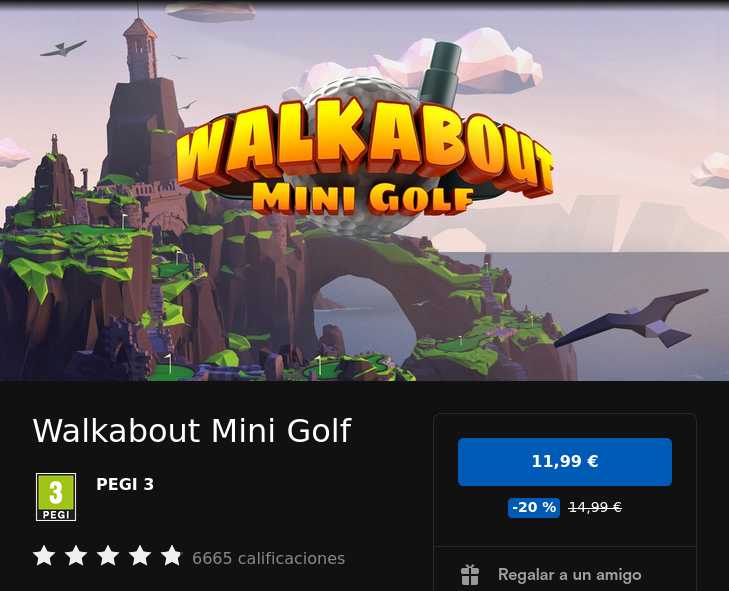 WALKABOUT
MINI GOLF
Walkabout Mini Golf
3
PEGI
PEGI 3
6665 calificaciones
11,99 €
-20 % 14,99 €
Regalar a un amigo